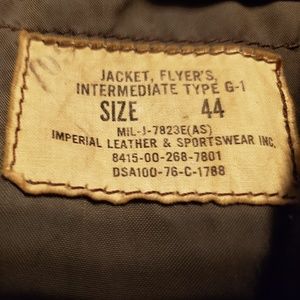 JACKET, FLYER'S,
INTERMEDIATE TYPE G-1
SIZE 44
MIL-J-7823E(AS)
IMPERIAL LEATHER & SPORTSWEAR INC.
8415-00-268-7801
DSA100-76-C-1788